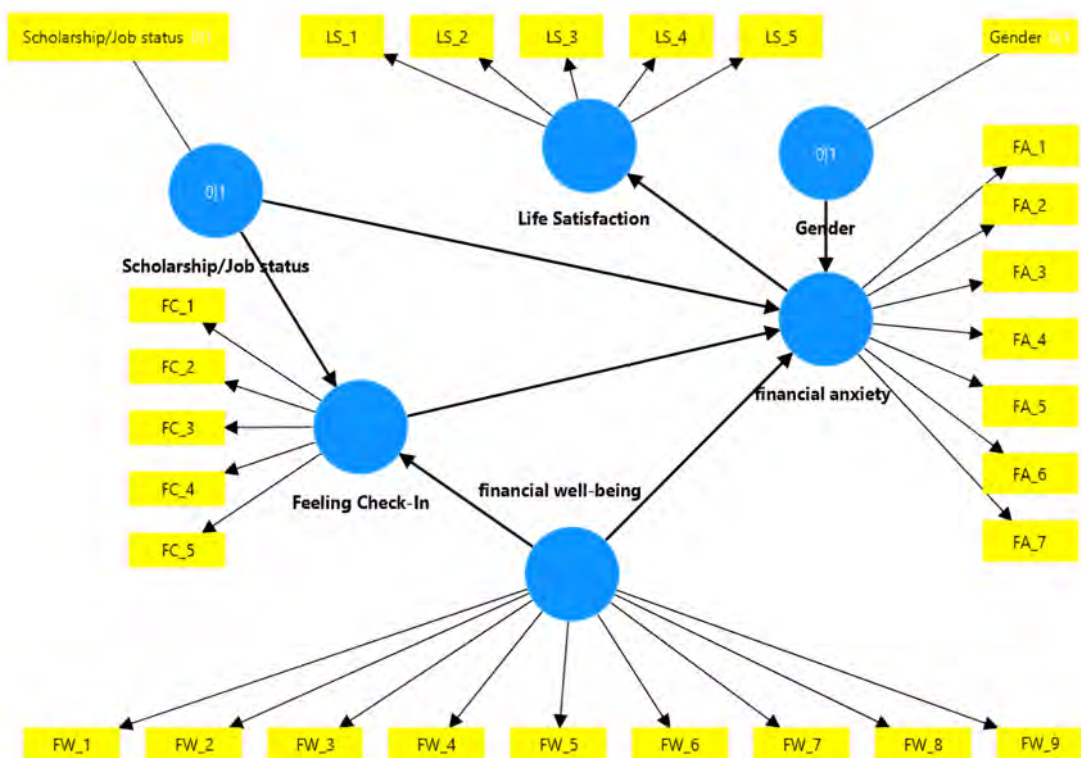 Scholarship/Job status 0|1
LS_1
LS_2
LS_3
LS_4
LS_5
Gender 0|1
0|1
0|1
Life Satisfaction
Gender
Scholarship/Job status
FA_1
FA_2
FA_3
FA_4
FA_5
FA_6
FA_7
financial anxiety
FC_1
FC_2
FC_3
FC_4
FC_5
Feeling Check-In
financial well-being
FW_1
FW_2
FW_3
FW_4
FW_5
FW_6
FW_7
FW_8
FW_9